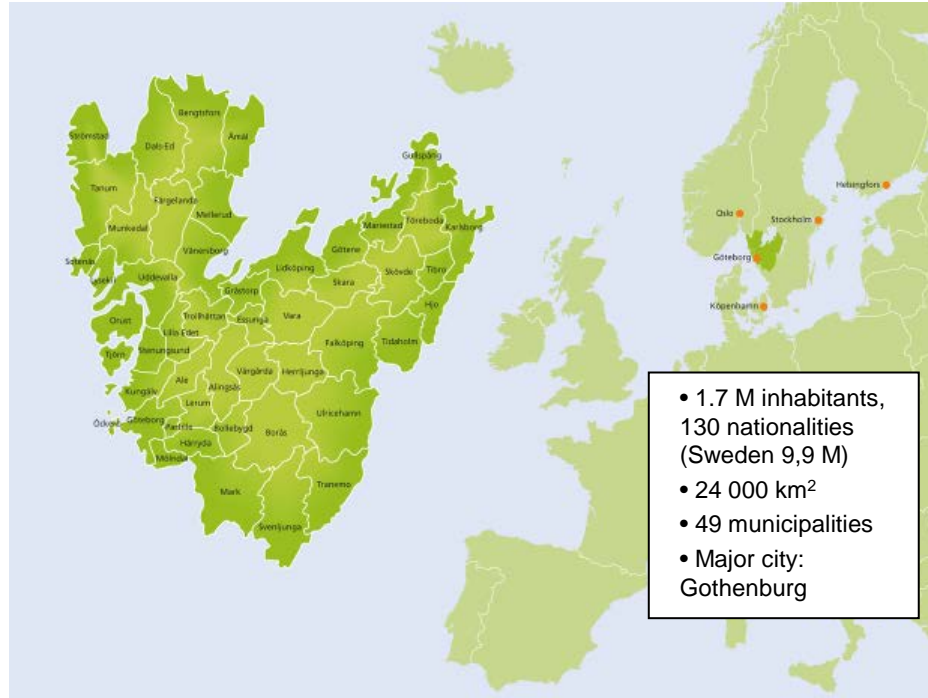 Bengtsfors
Strömstad
Åmål
Dals-Ed
Gullspång
Tanum
Färgelanda
Mellerud
Munkedal
Mariestad
Töreboda
Karlsborg
Vänersborg
Götene
Sotenäs
Lysekil
Uddevalla
Lidköping
Skövde
Tibro
Grästorp
Skara
Hjo
Orust
Trollhättan
Essunga
Vara
Lilla Edet
Falköping
Tidaholm
Tjörn
Stenungsund
Vårgårda
Herrljunga
Ale
Alingsås
Kungälv
Lerum
Ulricehamn
Öckerö
Göteborg
Partille
Bollebygd
Borås
Härryda
Mölndal
Mark
Tranemo
Svenljunga
Helsingfors
Oslo
Stockholm
Göteborg
Köpenhamn
• 1.7 M inhabitants,
130 nationalities
(Sweden 9,9 M)
• 24 000 km²
• 49 municipalities
• Major city:
Gothenburg